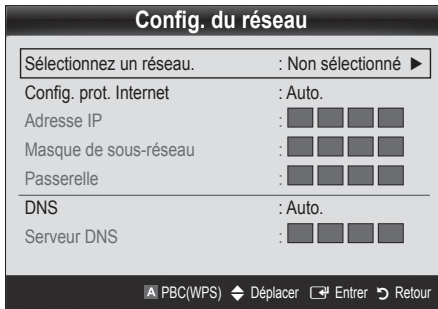 Config. du réseau
Sélectionnez un réseau. : Non sélectionné ►
Config. prot. Internet : Auto.
Adresse IP :
Masque de sous-réseau :
Passerelle :
DNS : Auto.
Serveur DNS :
A PBC(WPS) Déplacer Entrer Retour